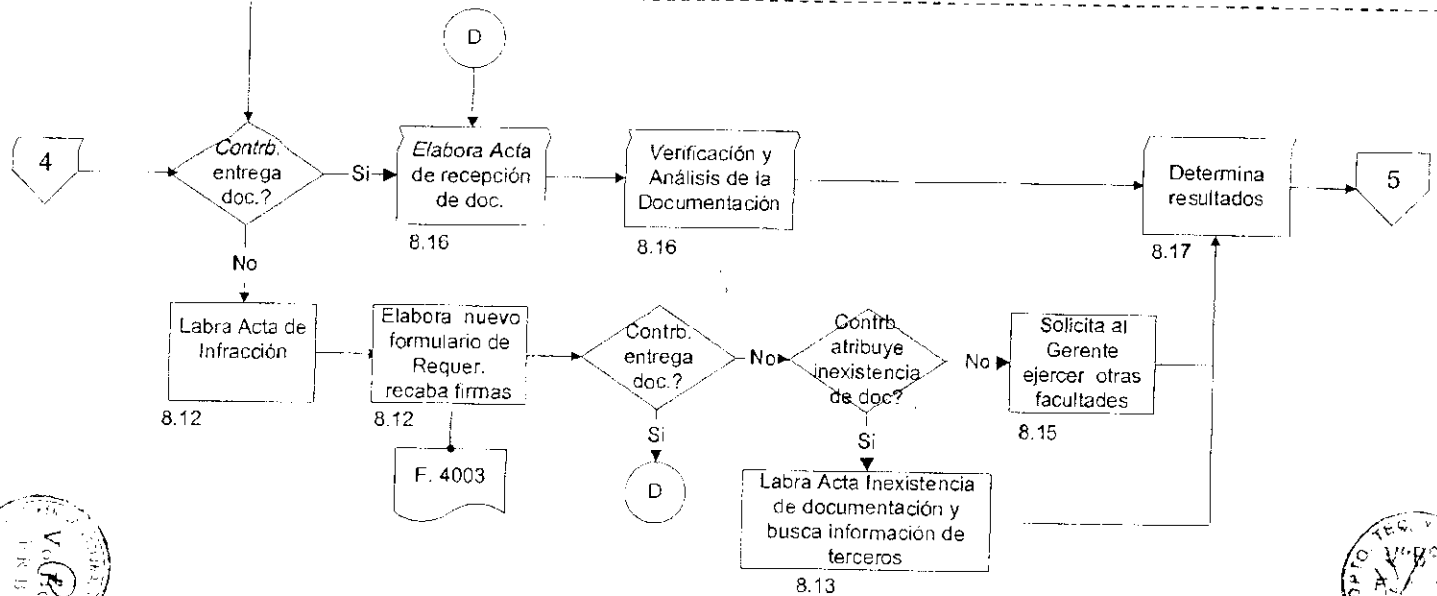 D
4
Contrb.
entrega
doc.?
Si
Elabora Acta
de recepción
de doc.
8.16
Verificación y
Análisis de la
Documentación
8.16
Determina
resultados
8.17
5
No
Labra Acta de
Infracción
8.12
Elabora nuevo
formulario de
Requer.
recaba firmas
8.12
F. 4003
Contrb.
entrega
doc.?
No
Si
D
Contrb
atribuye
inexistencia
de doc?
No
Si
Solicita al
Gerente
ejercer otras
facultades
8.15
Labra Acta Inexistencia
de documentación y
busca información de
terceros
8.13